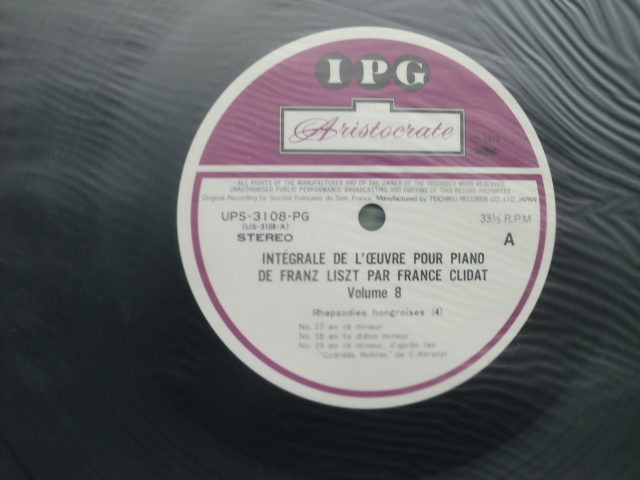 IPG
Aristocrate
ALL RIGHTS OF THE MANUFACTURER AND OF THE OWNER OF THE RECORDED WORK RESERVED.
UNAUTHORISED PUBLIC PERFORMANCE BROADCASTING AND COPYING OF THIS RECORD PROHIBITED
Original Recording by Société Française du Son, France. Manufactured by TEICHIKU RECORDS CO. LTD. JAPAN
UPS-3108-PG
33⅓ R.P.M
(US-3108-A)
STEREO
A
INTÉGRALE DE L'ŒUVRE POUR PIANO
DE FRANZ LISZT PAR FRANCE CLIDAT
Volume 8
Rhapsodies hongroises (4)
No. 17 en ré mineur
No. 18 en fa dièse mineur
No. 19 en ré mineur, d'après les
"Czárdás Nobles" de C.Abranyi